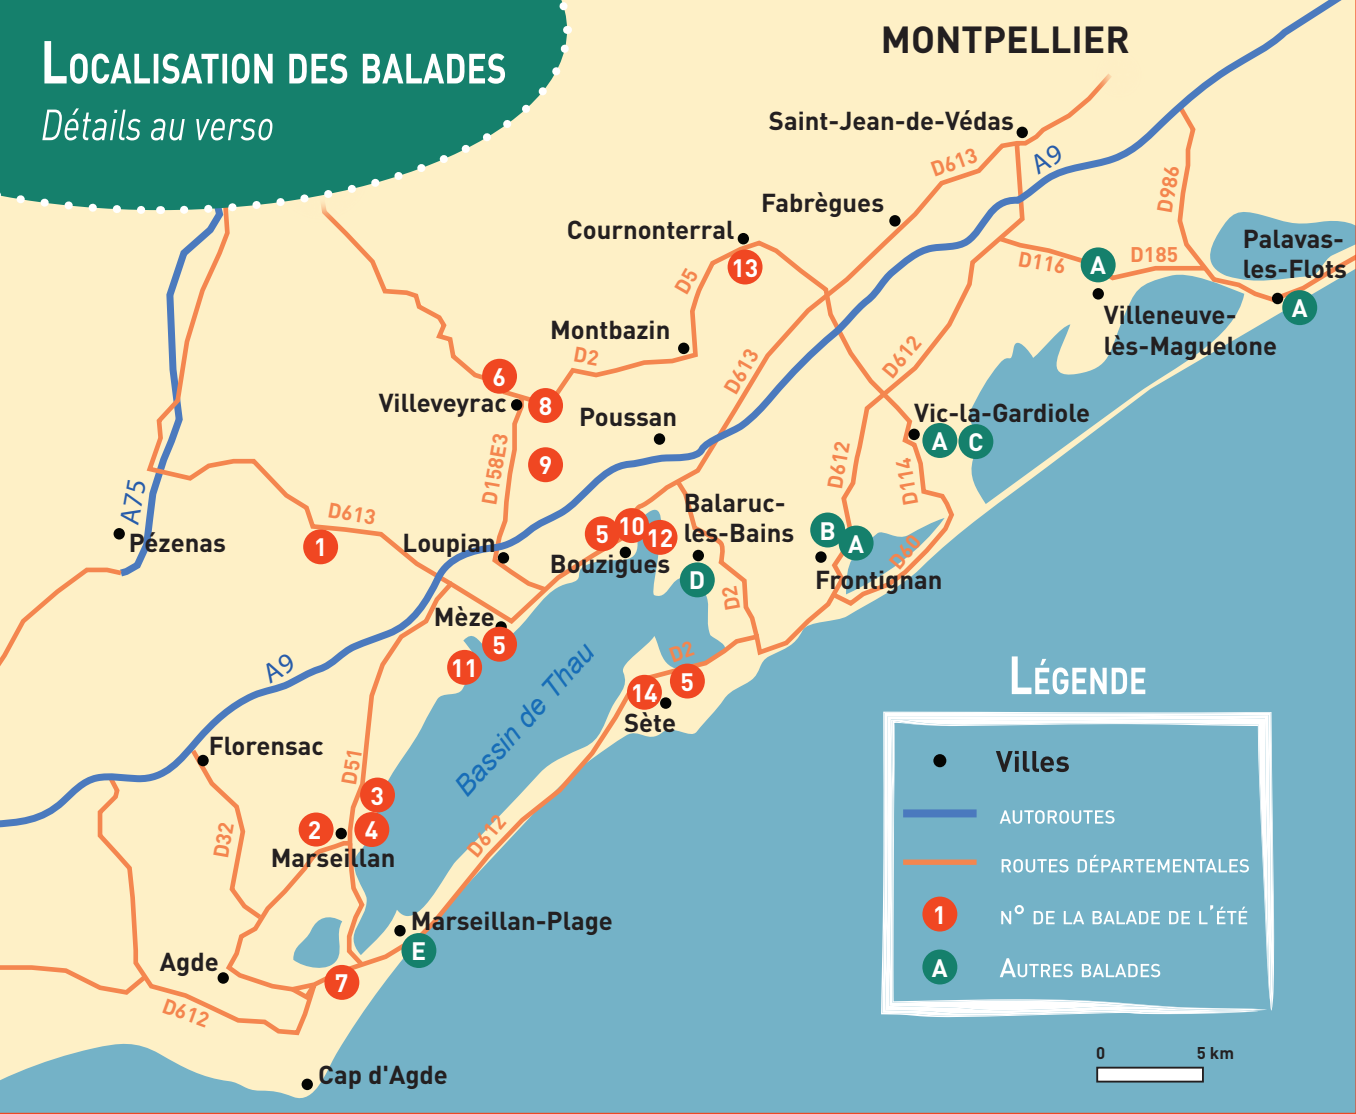 LOCALISATION DES BALADES
Détails au verso
MONTPELLIER
Saint-Jean-de-Védas
D613
A9
D986
Fabrègues
Cournonterral
13
D5
D116
A
D185
Palavas-
les-Flots
A
Villeneuve-
lès-Maguelone
Montbazin
D2
D613
D612
6
Villeveyrac
8
Poussan
Vic-la-Gardiole
A
C
D158E3
9
D612
D114
A75
Pézenas
D613
1
Loupian
5
10
12
Bouzigues
Balaruc-
les-Bains
D
D2
B
A
D60
Frontignan
Mèze
5
11
A9
Bassin de Thau
D2
14
5
Sète
Florensac
D51
3
D32
2
4
Marseillan
D612
Marseillan-Plage
E
Agde
7
D612
Cap d'Agde
LÉGENDE
Villes
AUTOROUTES
ROUTES DÉPARTEMENTALES
1
N° DE LA BALADE DE L'ÉTÉ
A
AUTRES BALADES
0
5 km